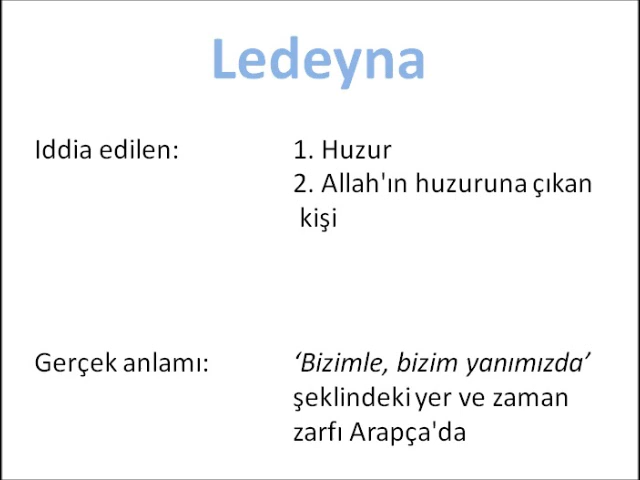 Ledeyna
Iddia edilen: 1. Huzur
2. Allah'ın huzuruna çıkan
kişi
Gerçek anlamı: ‘Bizimle, bizim yanımızda’
şeklindeki yer ve zaman
zarfı Arapça'da